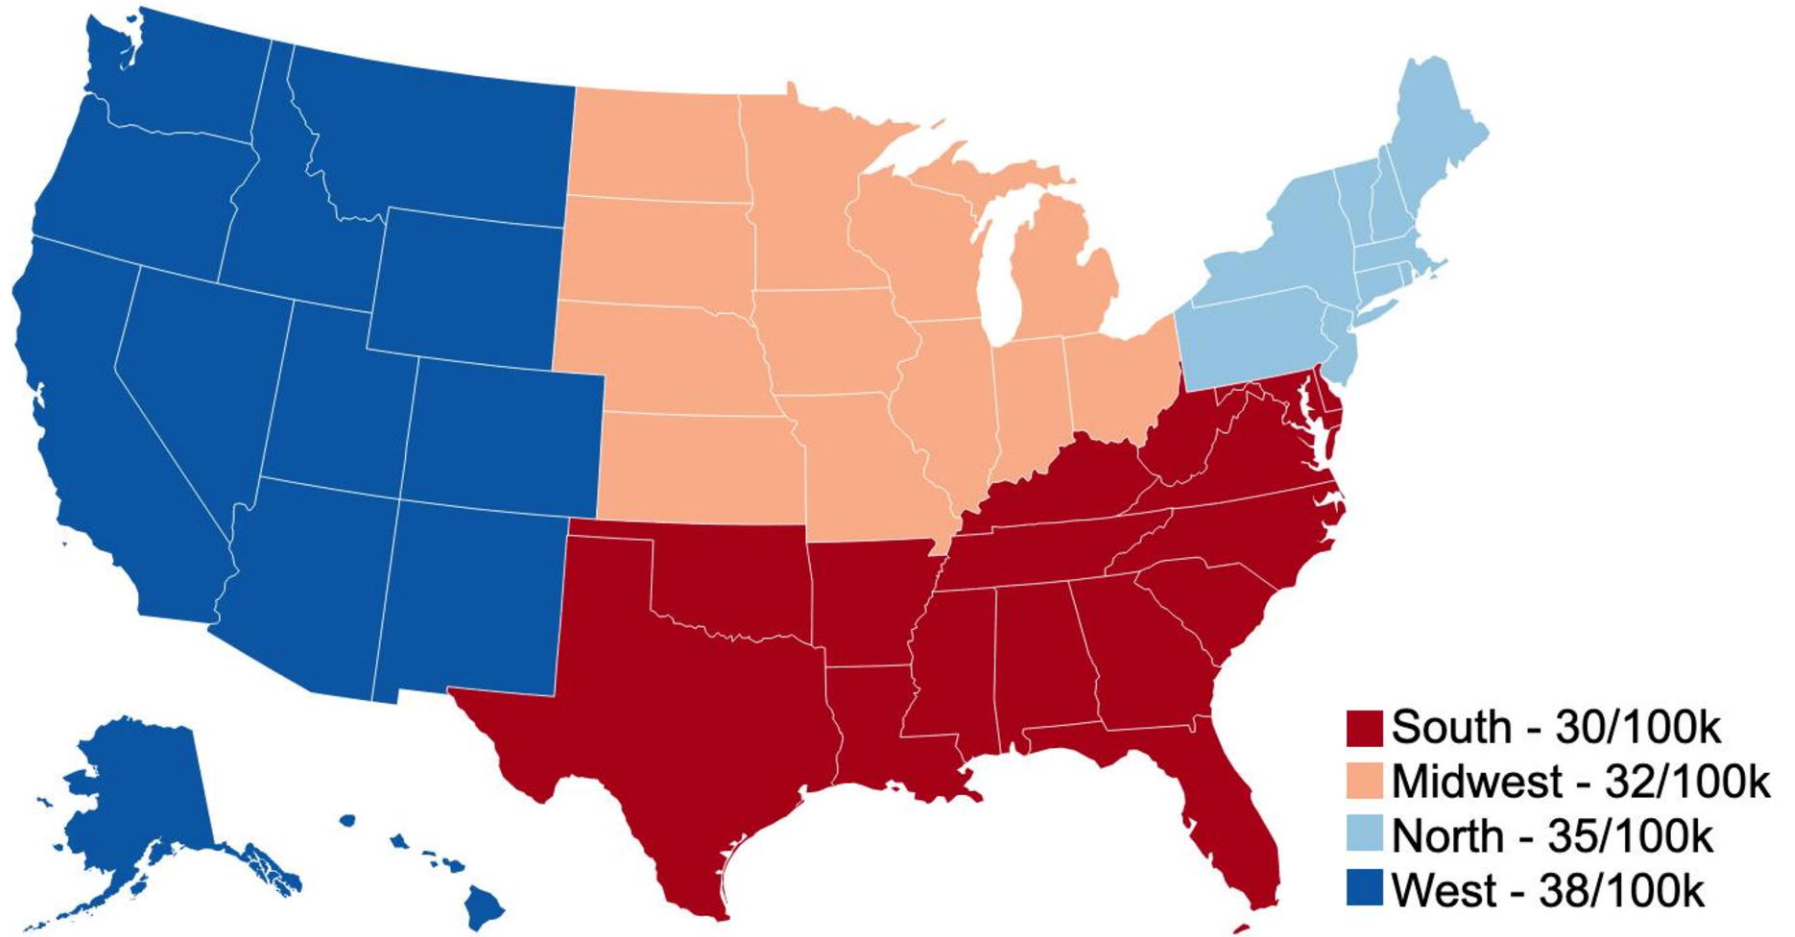 South - 30/100k
Midwest - 32/100k
North - 35/100k
West - 38/100k